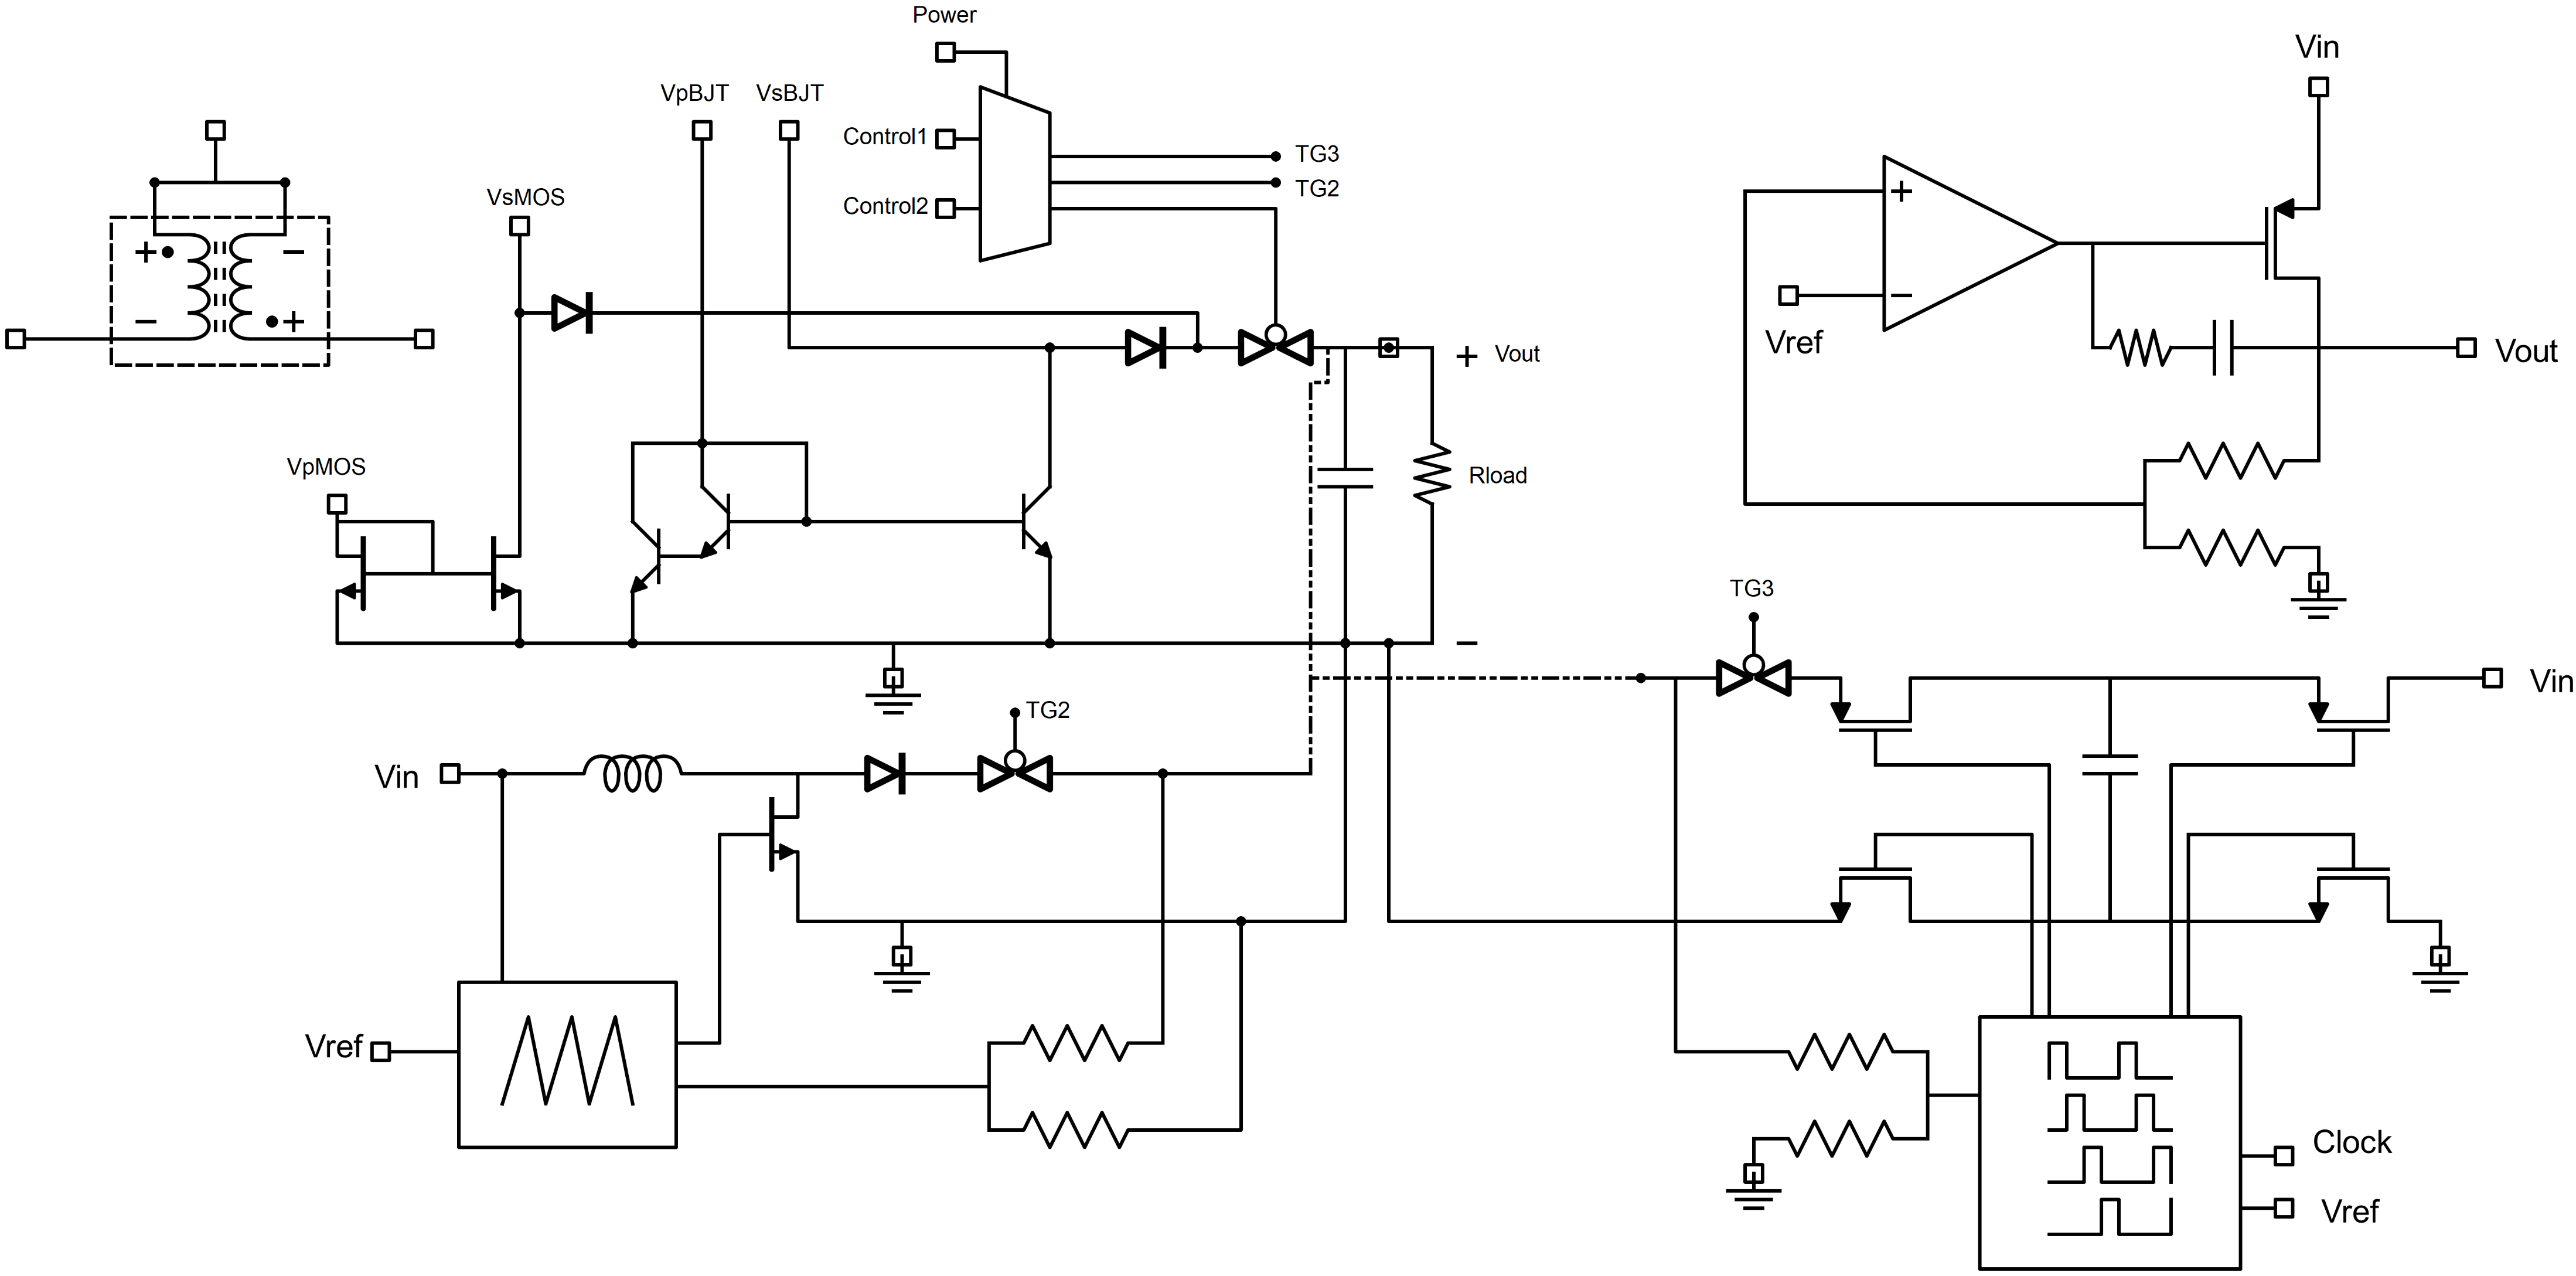 Power
Vin
VpBJT
VsBJT
Control1
TG3
TG2
VsMOS
Control2
+
−
+
−
−
+
−
Vref
Vout
+
Vout
VpMOS
Rload
TG3
−
Vin
TG2
Vin
Vref
Clock
Vref